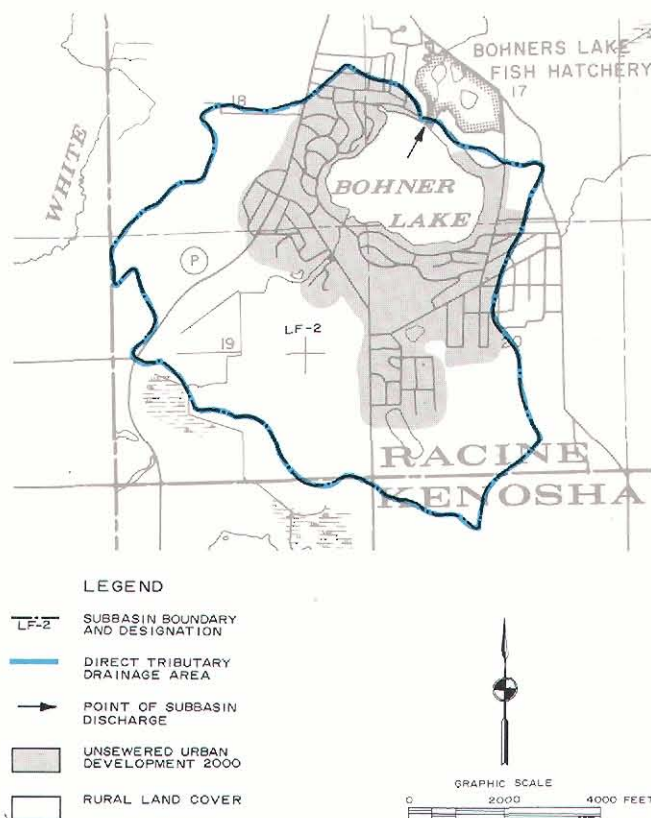 BOHNERS LAKE
FISH HATCHERY
17
18
WHITE
BOHNER
LAKE
P
LF-2
19
20
RACINE
KENOSHA
LEGEND
LF-2
SUBBASIN BOUNDARY
AND DESIGNATION
DIRECT TRIBUTARY
DRAINAGE AREA
POINT OF SUBBASIN
DISCHARGE
UNSEWERED URBAN
DEVELOPMENT 2000
RURAL LAND COVER
GRAPHIC SCALE
0 2000 4000 FEET